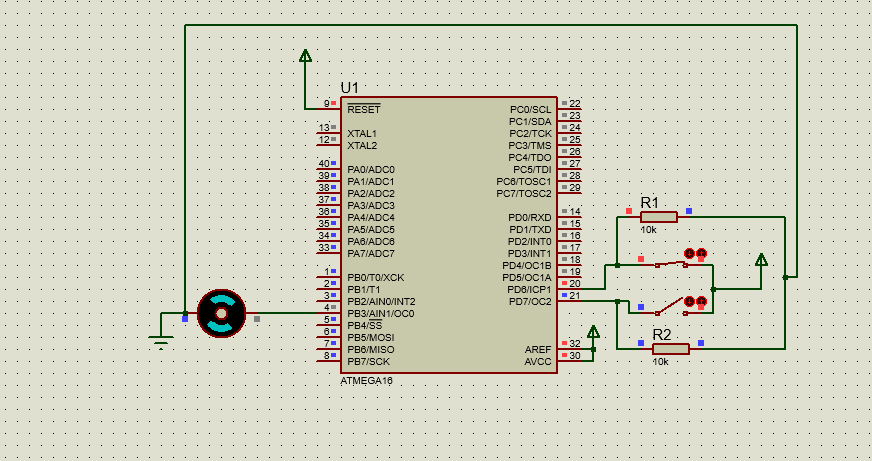 U1
9 RESET
13 XTAL1
12 XTAL2
40 PA0/ADC0
39 PA1/ADC1
38 PA2/ADC2
37 PA3/ADC3
36 PA4/ADC4
35 PA5/ADC5
34 PA6/ADC6
33 PA7/ADC7
1 PB0/T0/XCK
2 PB1/T1
3 PB2/AIN0/INT2
4 PB3/AIN1/OC0
5 PB4/SS
6 PB5/MOSI
7 PB6/MISO
8 PB7/SCK
PC0/SCL 22
PC1/SDA 23
PC2/TCK 24
PC3/TMS 25
PC4/TDO 26
PC5/TDI 27
PC6/TOSC1 28
PC7/TOSC2 29
PD0/RXD 14
PD1/TXD 15
PD2/INT0 16
PD3/INT1 17
PD4/OC1B 18
PD5/OC1A 19
PD6/ICP1 20
PD7/OC2 21
AREF 32
AVCC 30
ATMEGA16
R1
10k
R2
10k